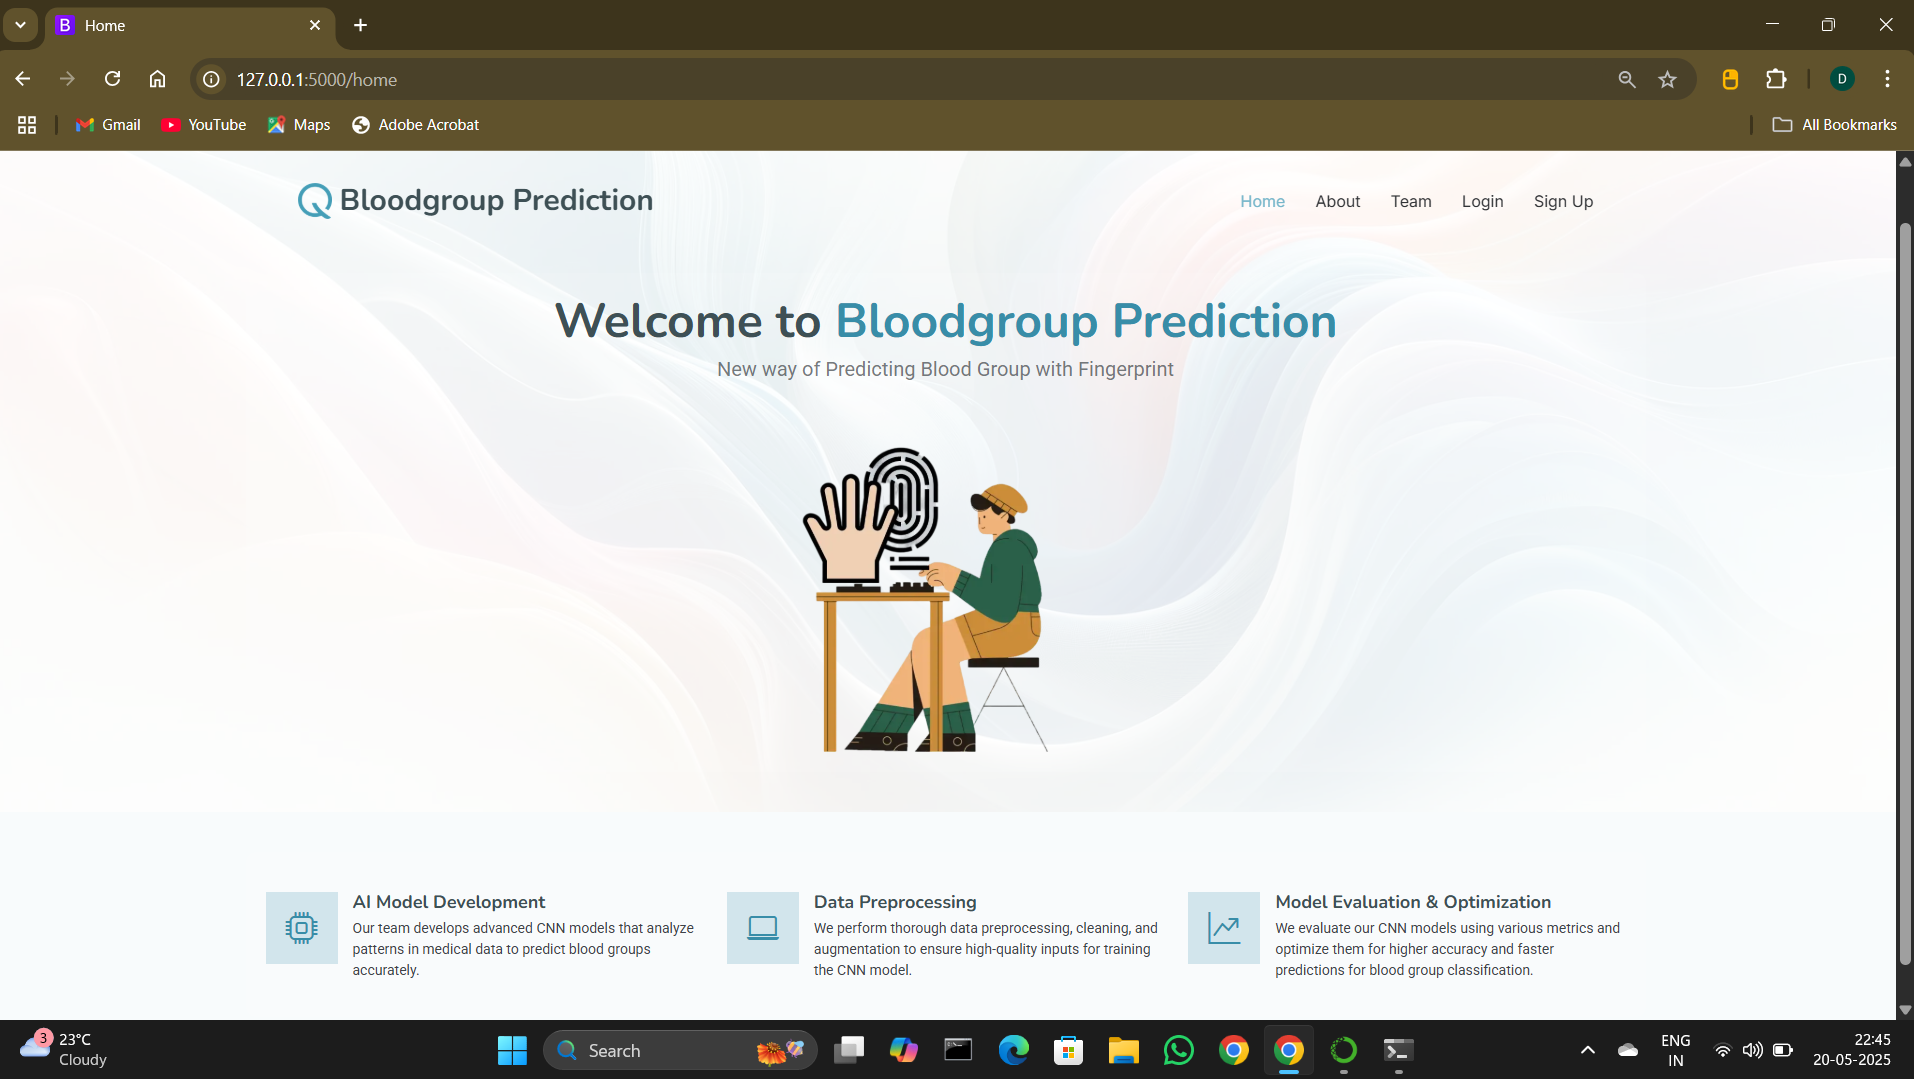 B Home
127.0.0.1:5000/home
D
Gmail YouTube Maps Adobe Acrobat All Bookmarks
Bloodgroup Prediction
Home About Team Login Sign Up
Welcome to Bloodgroup Prediction
New way of Predicting Blood Group with Fingerprint
AI Model Development
Our team develops advanced CNN models that analyze
patterns in medical data to predict blood groups
accurately.
Data Preprocessing
We perform thorough data preprocessing, cleaning, and
augmentation to ensure high-quality inputs for training
the CNN model.
Model Evaluation & Optimization
We evaluate our CNN models using various metrics and
optimize them for higher accuracy and faster
predictions for blood group classification.
3
23°C
Cloudy
Search
ENG
IN
22:45
20-05-2025